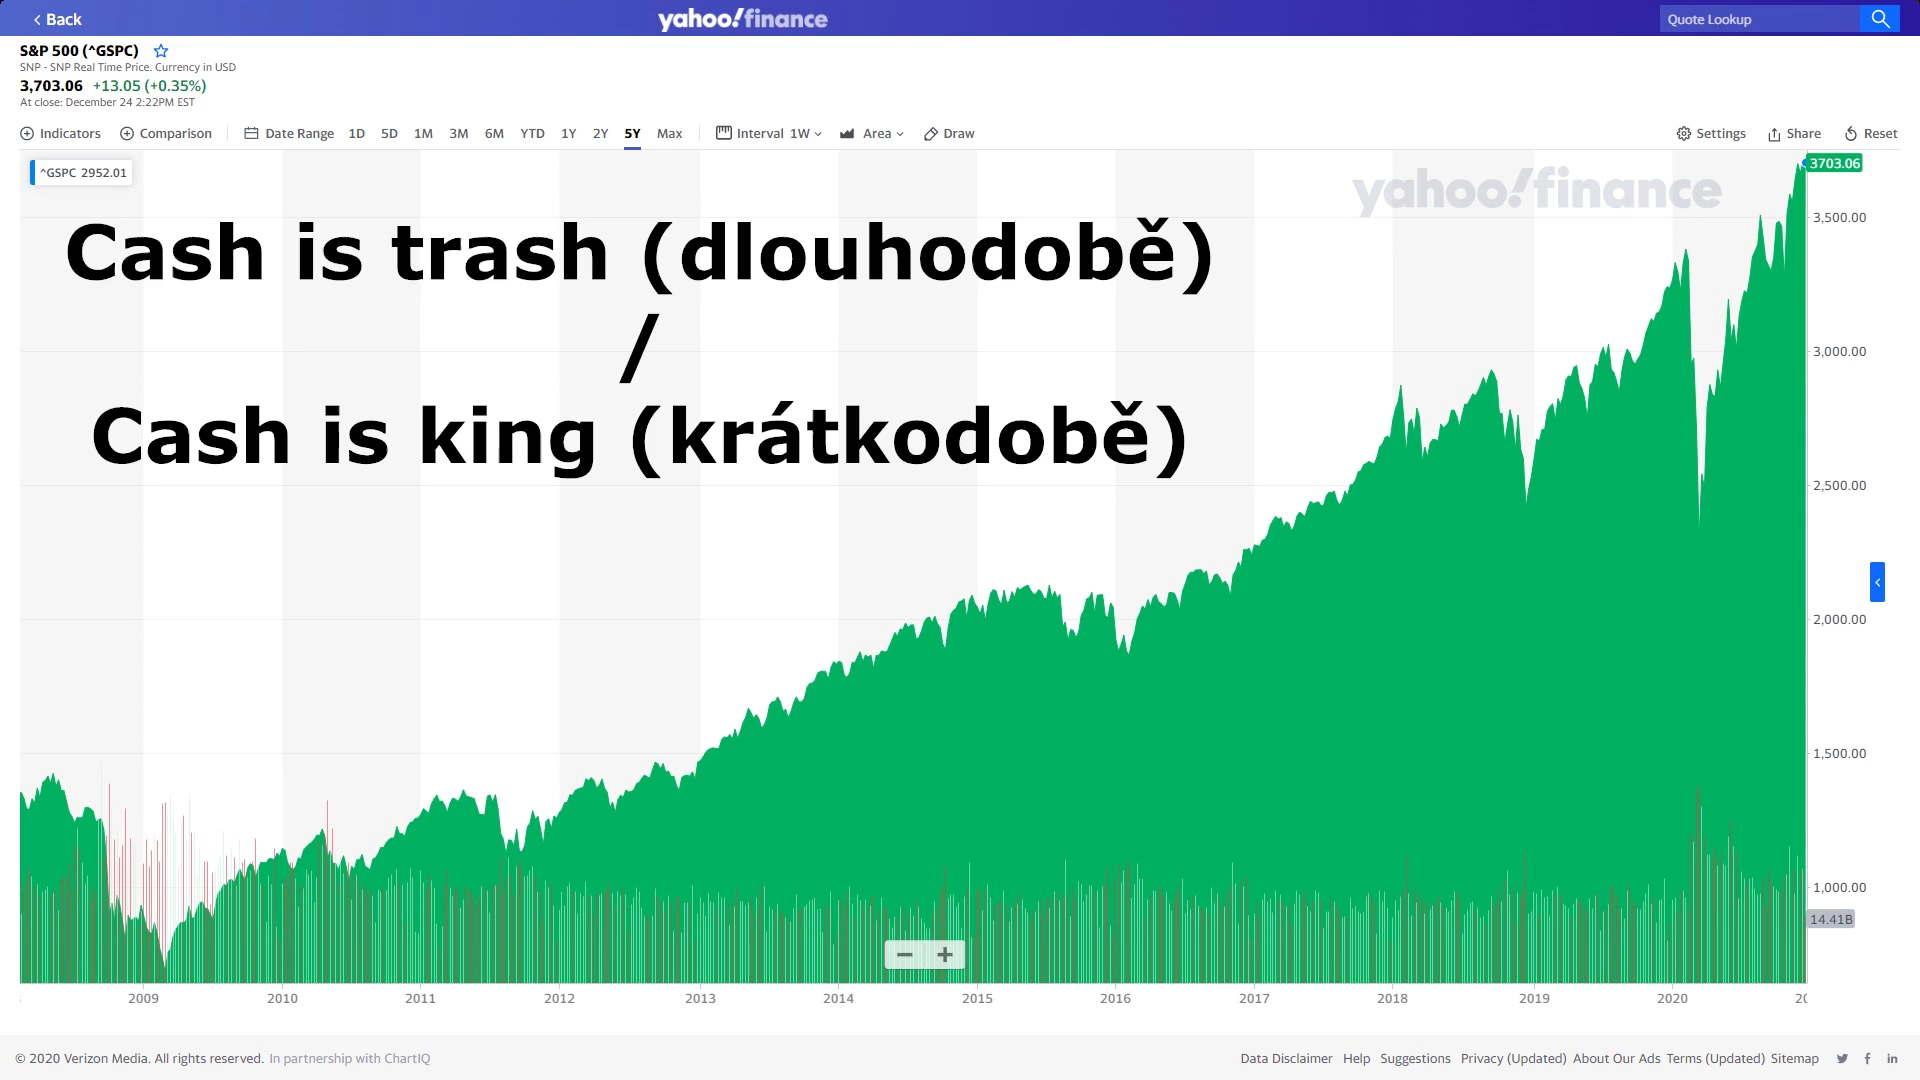 Back
yahoo!finance
Quote Lookup
S&P 500 (^GSPC)
SNP - SNP Real Time Price. Currency in USD
3,703.06 +13.05 (+0.35%)
At close: December 24 2:22PM EST
Indicators Comparison Date Range 1D 5D 1M 3M 6M YTD 1Y 2Y 5Y Max Interval 1W Area Draw Settings Share Reset
^GSPC 2952.01
yahoo!finance
3703.06
3,500.00
Cash is trash (dlouhodobě)
/
Cash is king (krátkodobě)
3,000.00
2,500.00
2,000.00
1,500.00
1,000.00
14.41B
2009 2010 2011 2012 2013 2014 2015 2016 2017 2018 2019 2020
© 2020 Verizon Media. All rights reserved. In partnership with ChartIQ
Data Disclaimer Help Suggestions Privacy (Updated) About Our Ads Terms (Updated) Sitemap